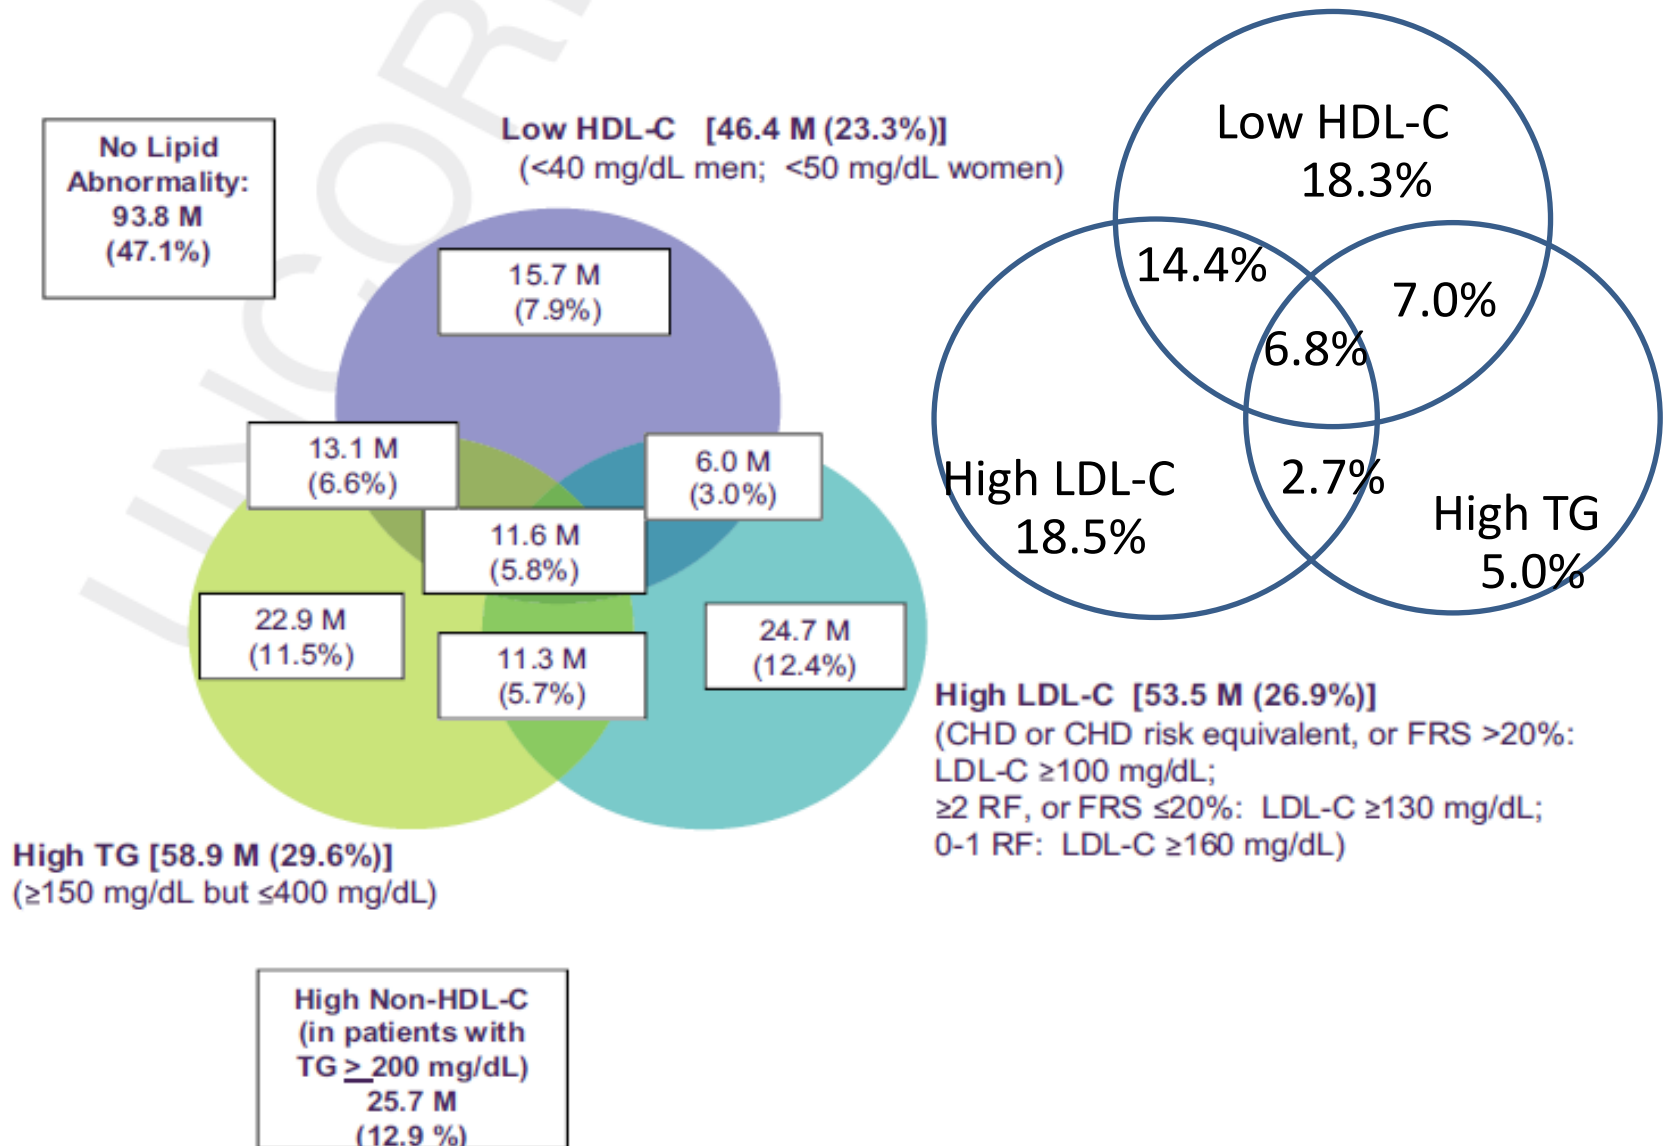 No Lipid
Abnormality:
93.8 M
(47.1%)
Low HDL-C [46.4 M (23.3%)]
(<40 mg/dL men; <50 mg/dL women)
15.7 M
(7.9%)
13.1 M
(6.6%)
6.0 M
(3.0%)
11.6 M
(5.8%)
22.9 M
(11.5%)
11.3 M
(5.7%)
24.7 M
(12.4%)
High TG [58.9 M (29.6%)]
(≥150 mg/dL but ≤400 mg/dL)
High Non-HDL-C
(in patients with
TG > 200 mg/dL)
25.7 M
(12.9 %)
Low HDL-C
18.3%
14.4%
7.0%
6.8%
High LDL-C
18.5%
2.7%
High TG
5.0%
High LDL-C [53.5 M (26.9%)]
(CHD or CHD risk equivalent, or FRS >20%:
LDL-C ≥100 mg/dL;
≥2 RF, or FRS ≤20%: LDL-C ≥130 mg/dL;
0-1 RF: LDL-C ≥160 mg/dL)